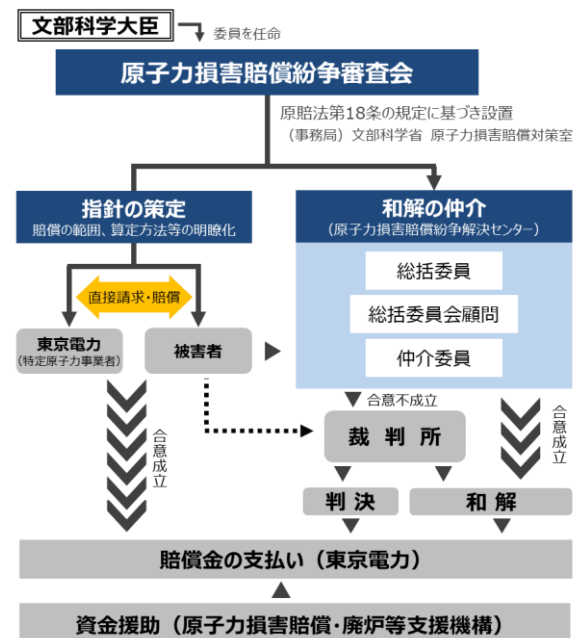 文部科学大臣
委員を任命
原子力損害賠償紛争審査会
原賠法第18条の規定に基づき設置
(事務局) 文部科学省 原子力損害賠償対策室
指針の策定
賠償の範囲、算定方法等の明瞭化
和解の仲介
(原子力損害賠償紛争解決センター)
直接請求・賠償
東京電力
(特定原子力事業者)
被害者
総括委員
総括委員会顧問
仲介委員
合意不成立
合意成立
合意成立
裁判所
判決
和解
賠償金の支払い(東京電力)
資金援助(原子力損害賠償・廃炉等支援機構)